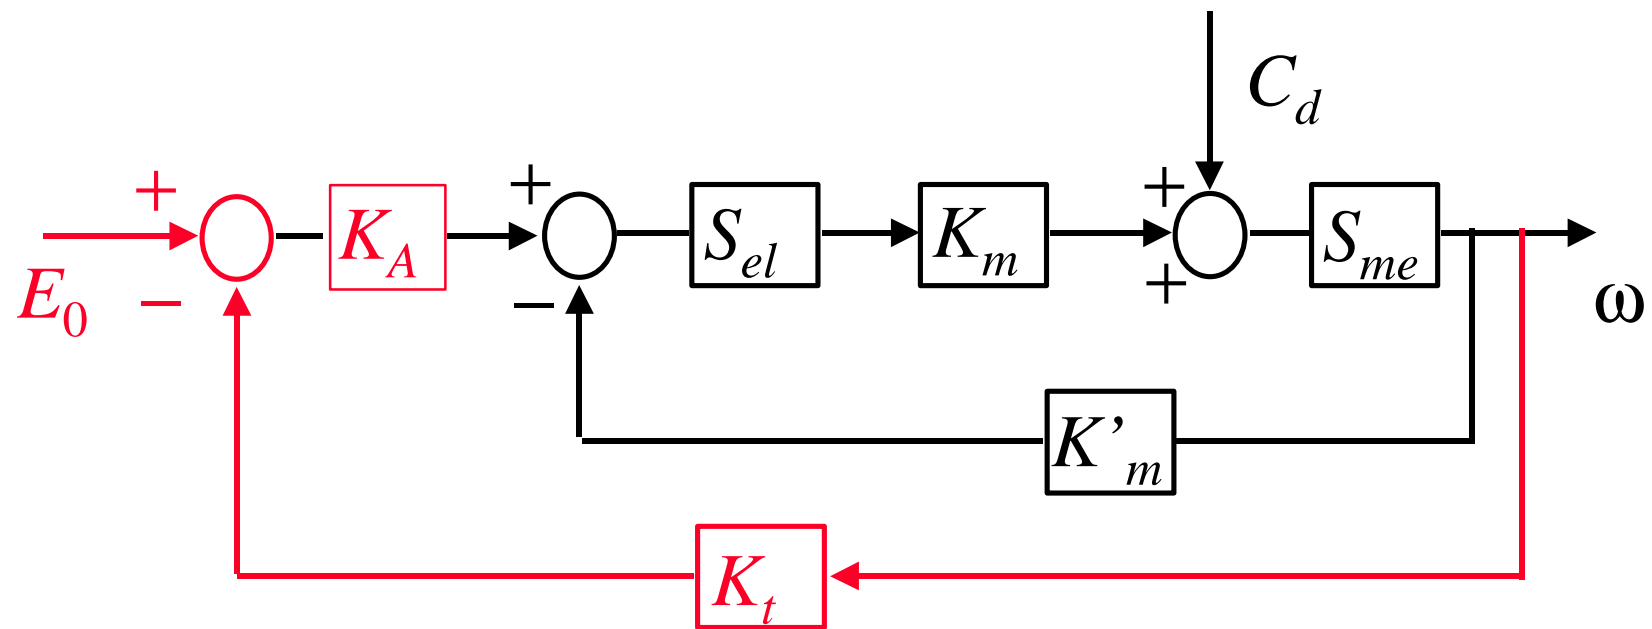 C_d
+ + +
K_A S_el K_m S_me
E_0 − − + ω
K’_m
K_t